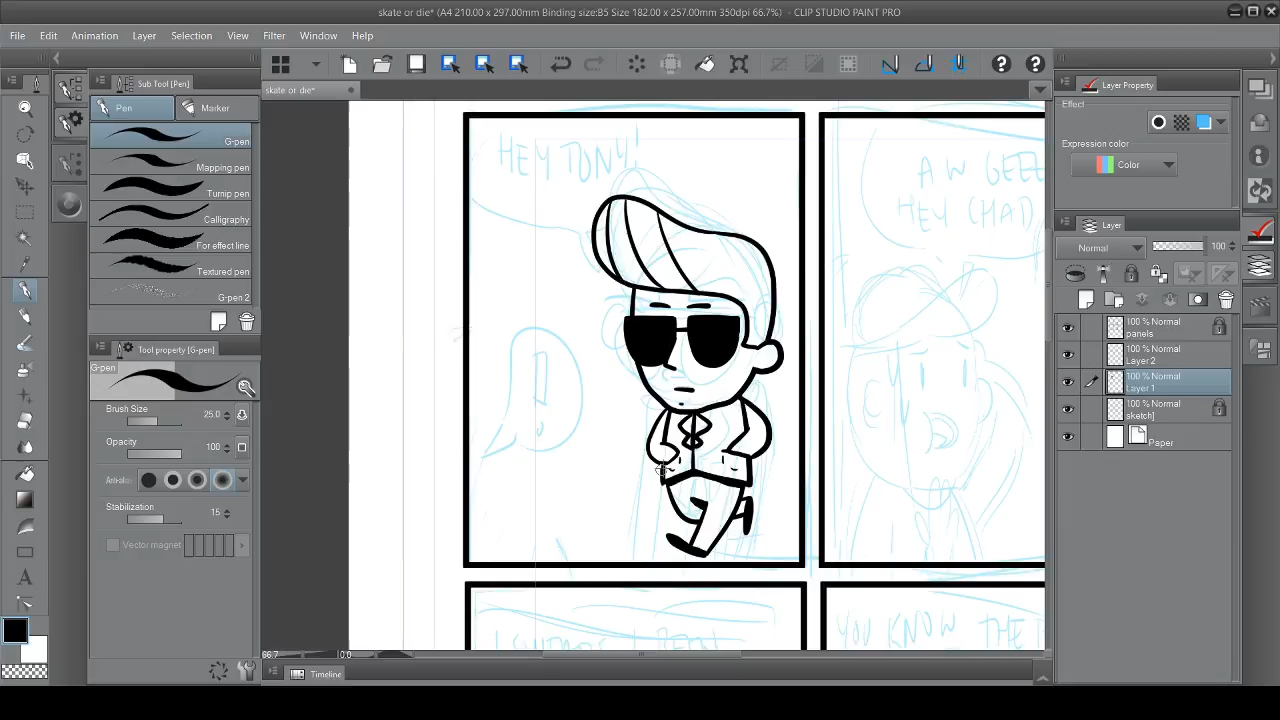 skate or die* (A4 210.00 x 297.00mm Binding size:B5 Size 182.00 x 257.00mm 350dpi 66.7%) - CLIP STUDIO PAINT PRO
File Edit Animation Layer Selection View Filter Window Help
Sub Tool [Pen]
Pen
Marker
G-pen
Mapping pen
Turnip pen
Calligraphy
For effect line
Textured pen
G-pen 2
Tool property [G-pen]
G-pen
Brush Size 25.0
Opacity 100
Stabilization 15
Vector magnet
skate or die*
HEY TONY!
!
A W GEEZ
HEY CHAD
YOU KNOW THE
66.7 0.0
Timeline
Layer Property
Effect
Expression color
Color
Layer
Normal 100
100 % Normal
panels
100 % Normal
Layer 2
100 % Normal
Layer 1
100 % Normal
sketch]
Paper